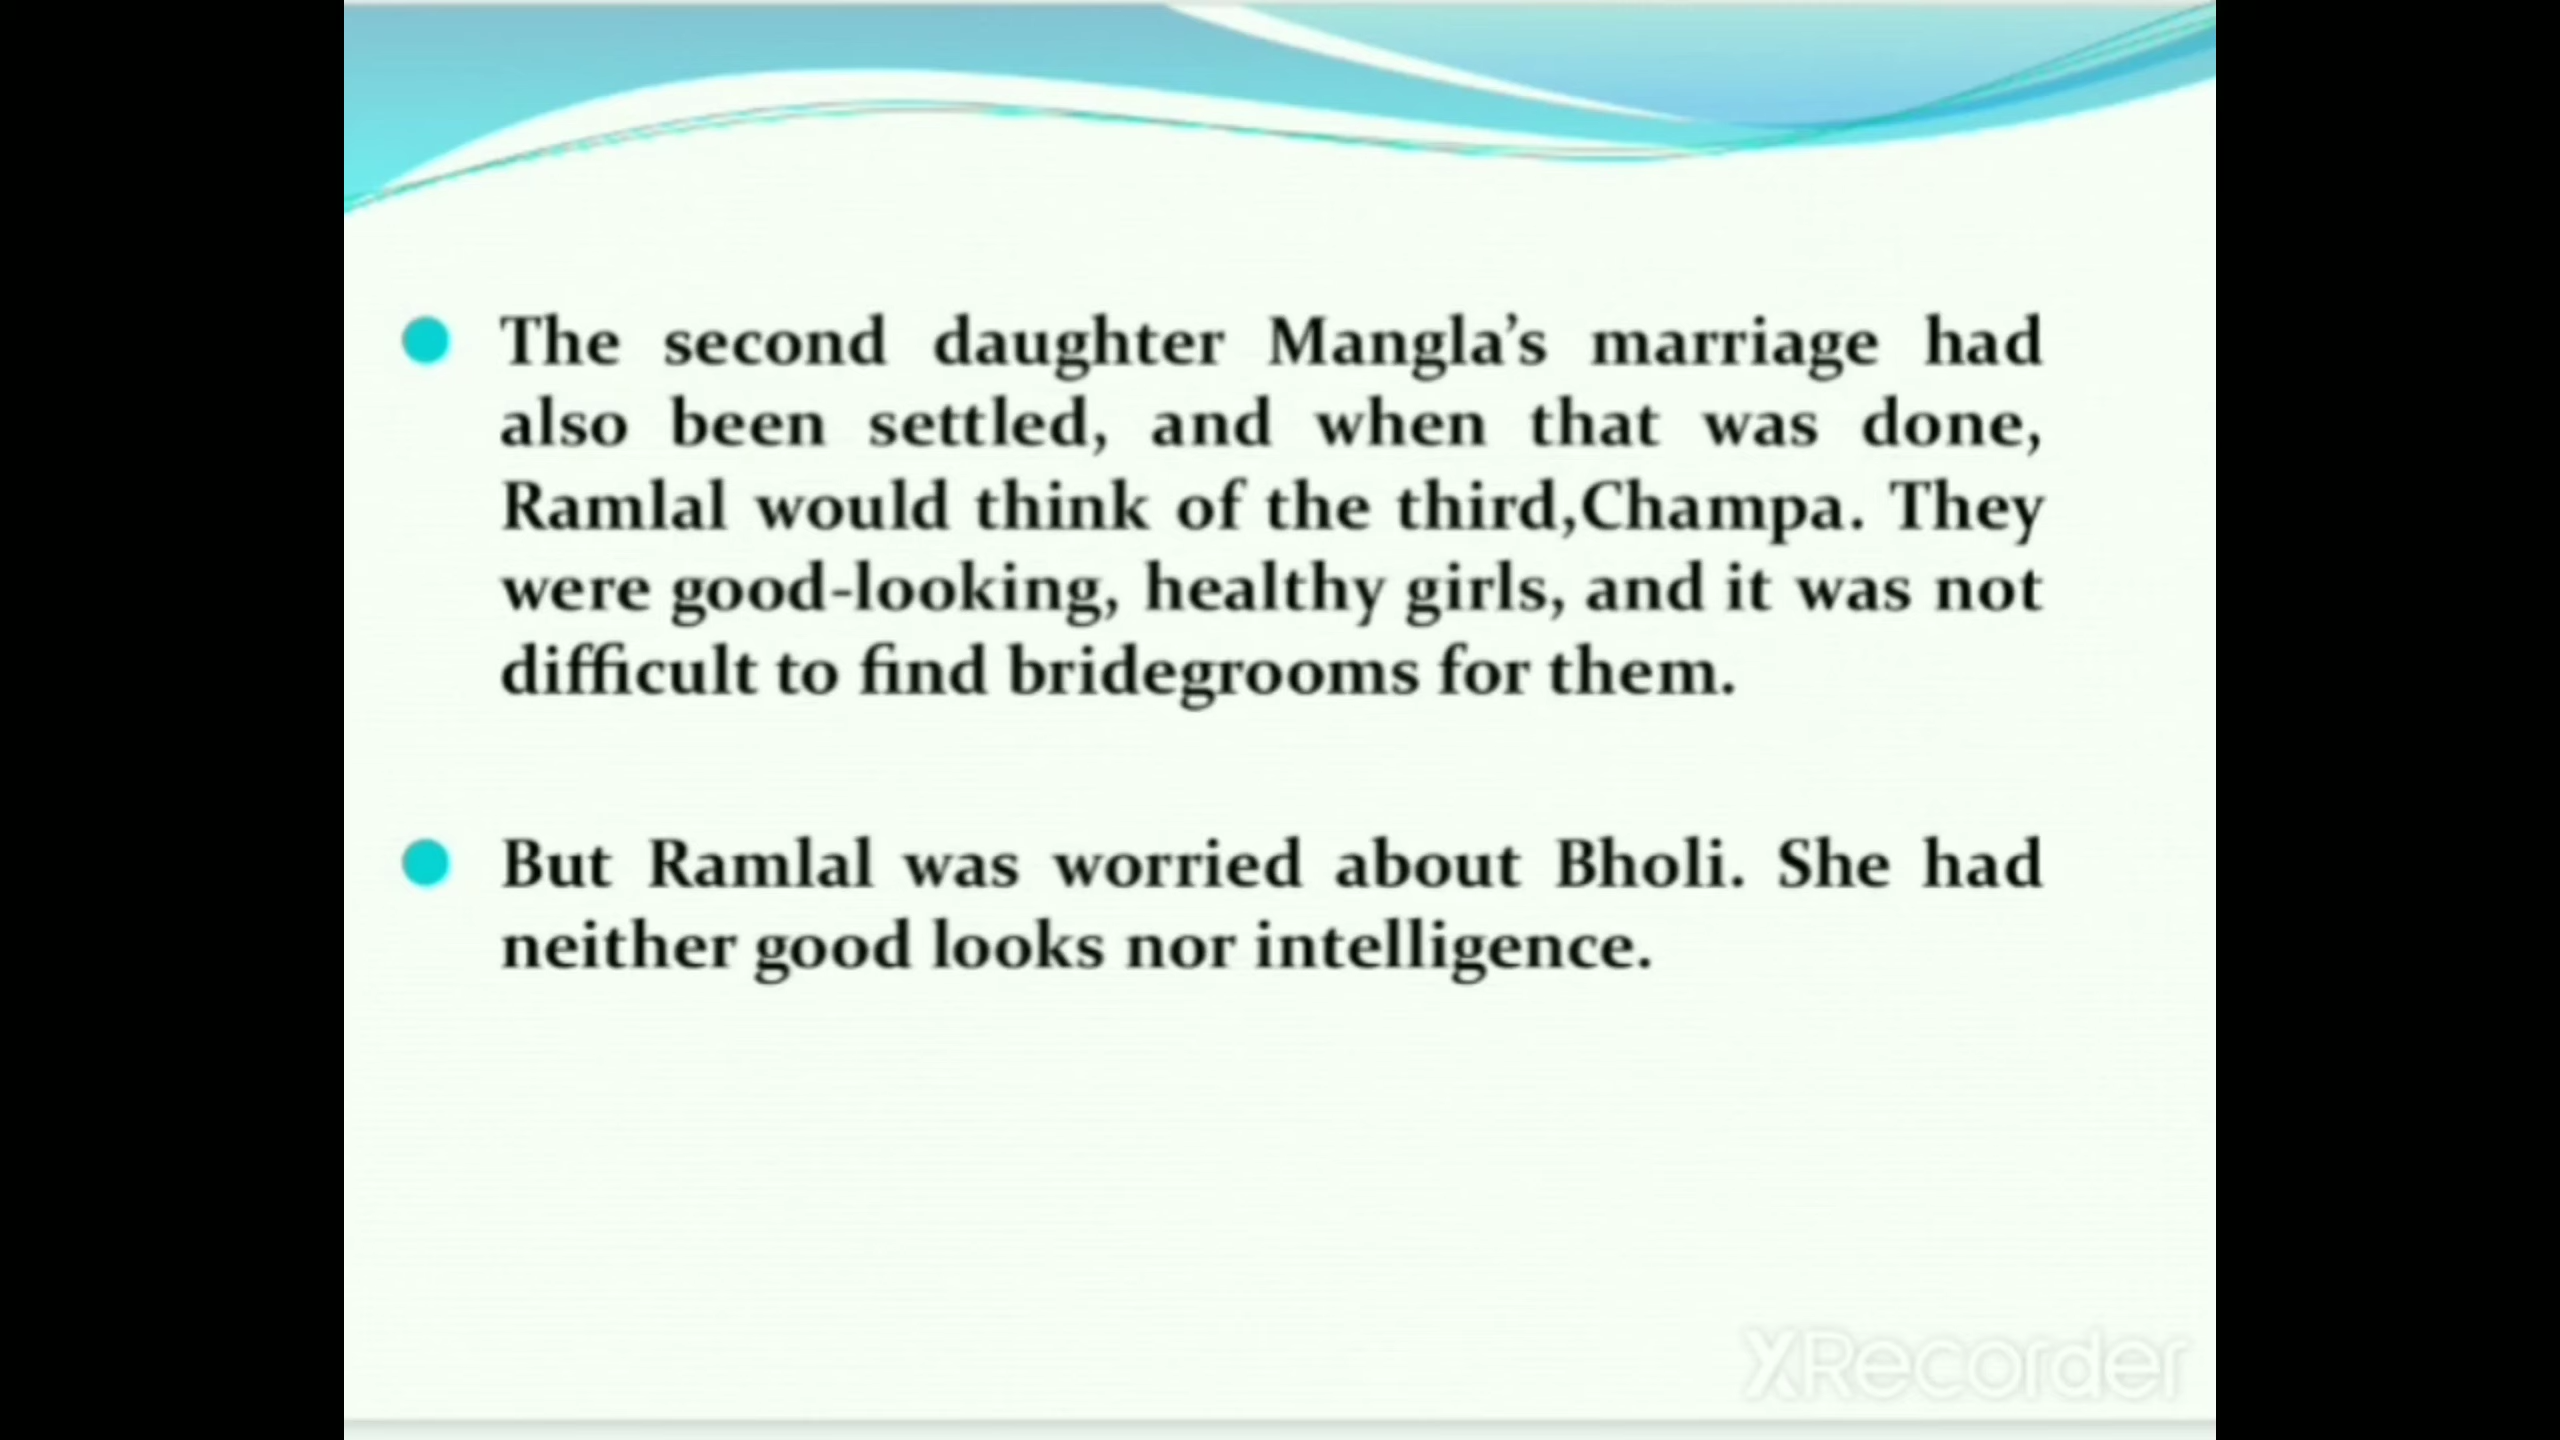 The second daughter Mangla’s marriage had
also been settled, and when that was done,
Ramlal would think of the third,Champa. They
were good-looking, healthy girls, and it was not
difficult to find bridegrooms for them.
But Ramlal was worried about Bholi. She had
neither good looks nor intelligence.
XRecorder